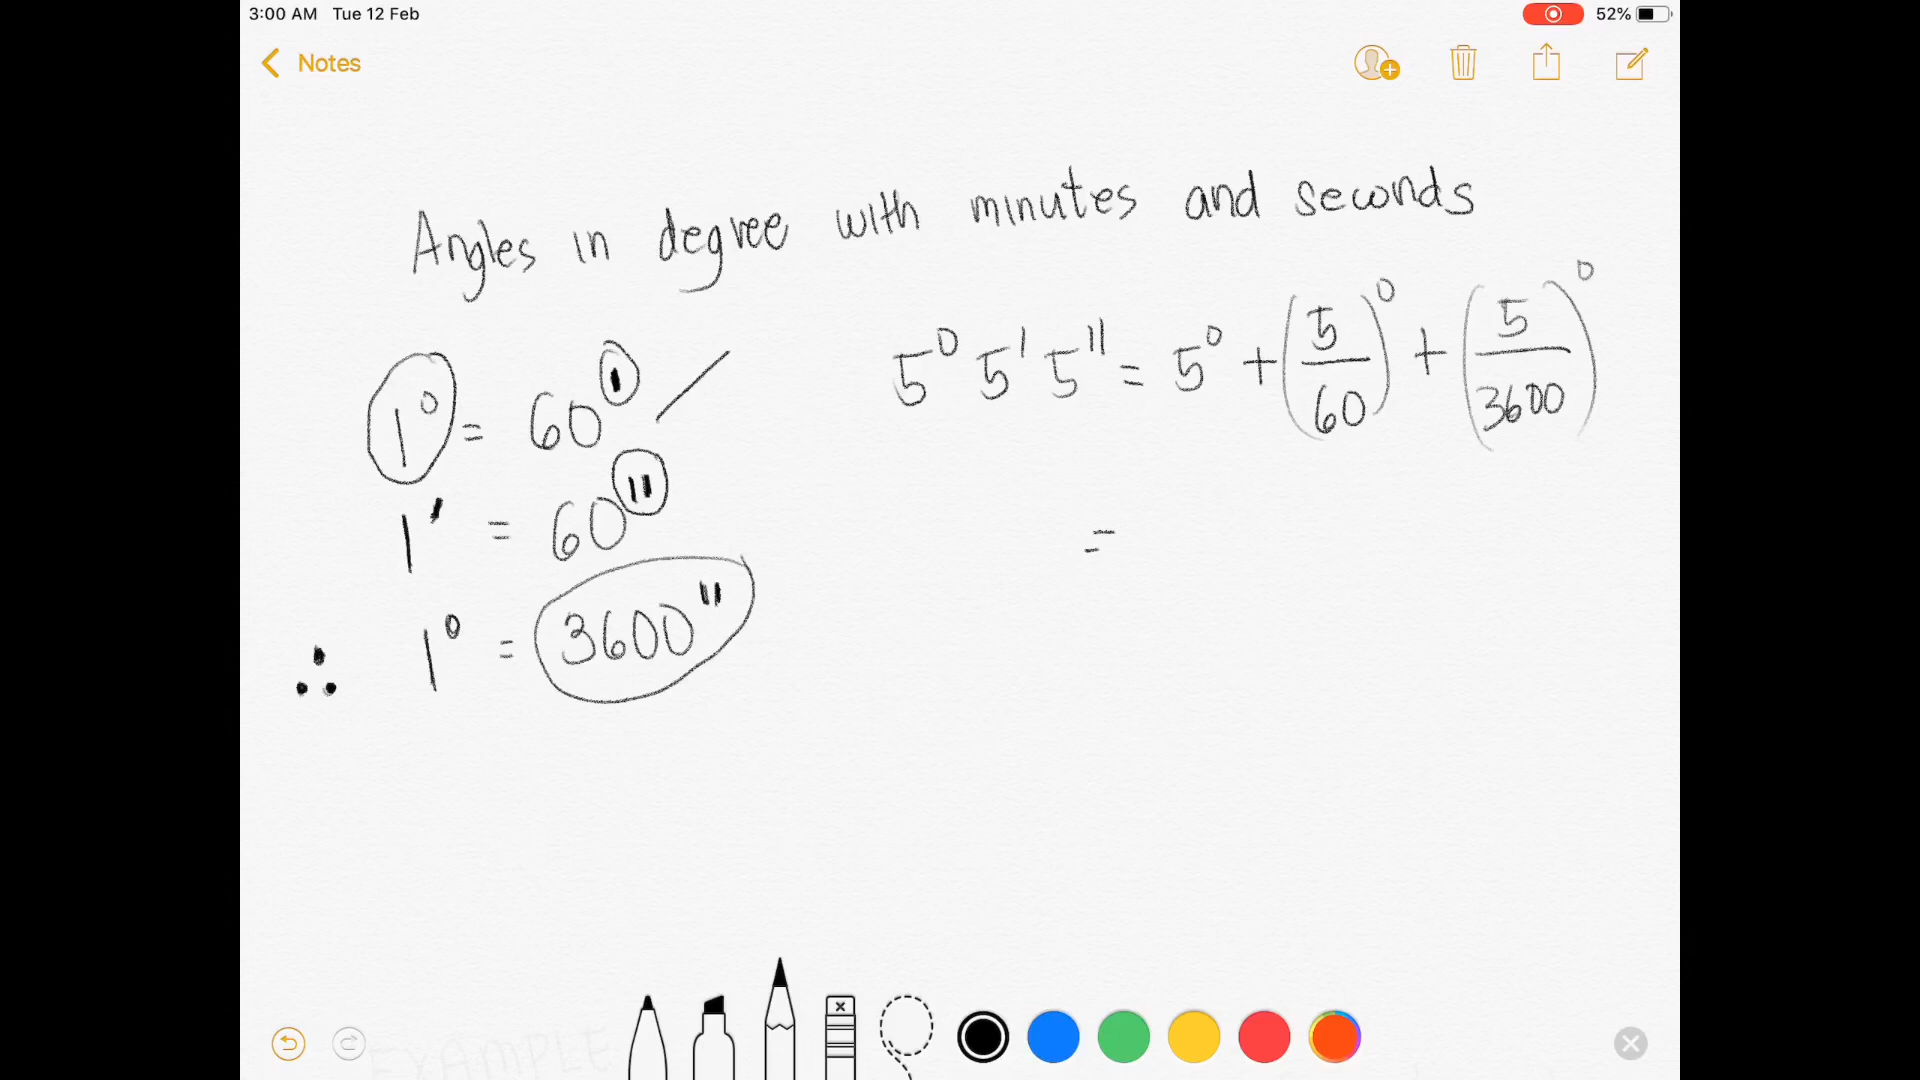 3:00 AM Tue 12 Feb 52%
Notes
Angles in degree with minutes and seconds
1° = 60'
5° 5' 5" = 5° + (5/60)° + (5/3600)°
1' = 60"
=
∴ 1° = 3600"
EXAMPLE